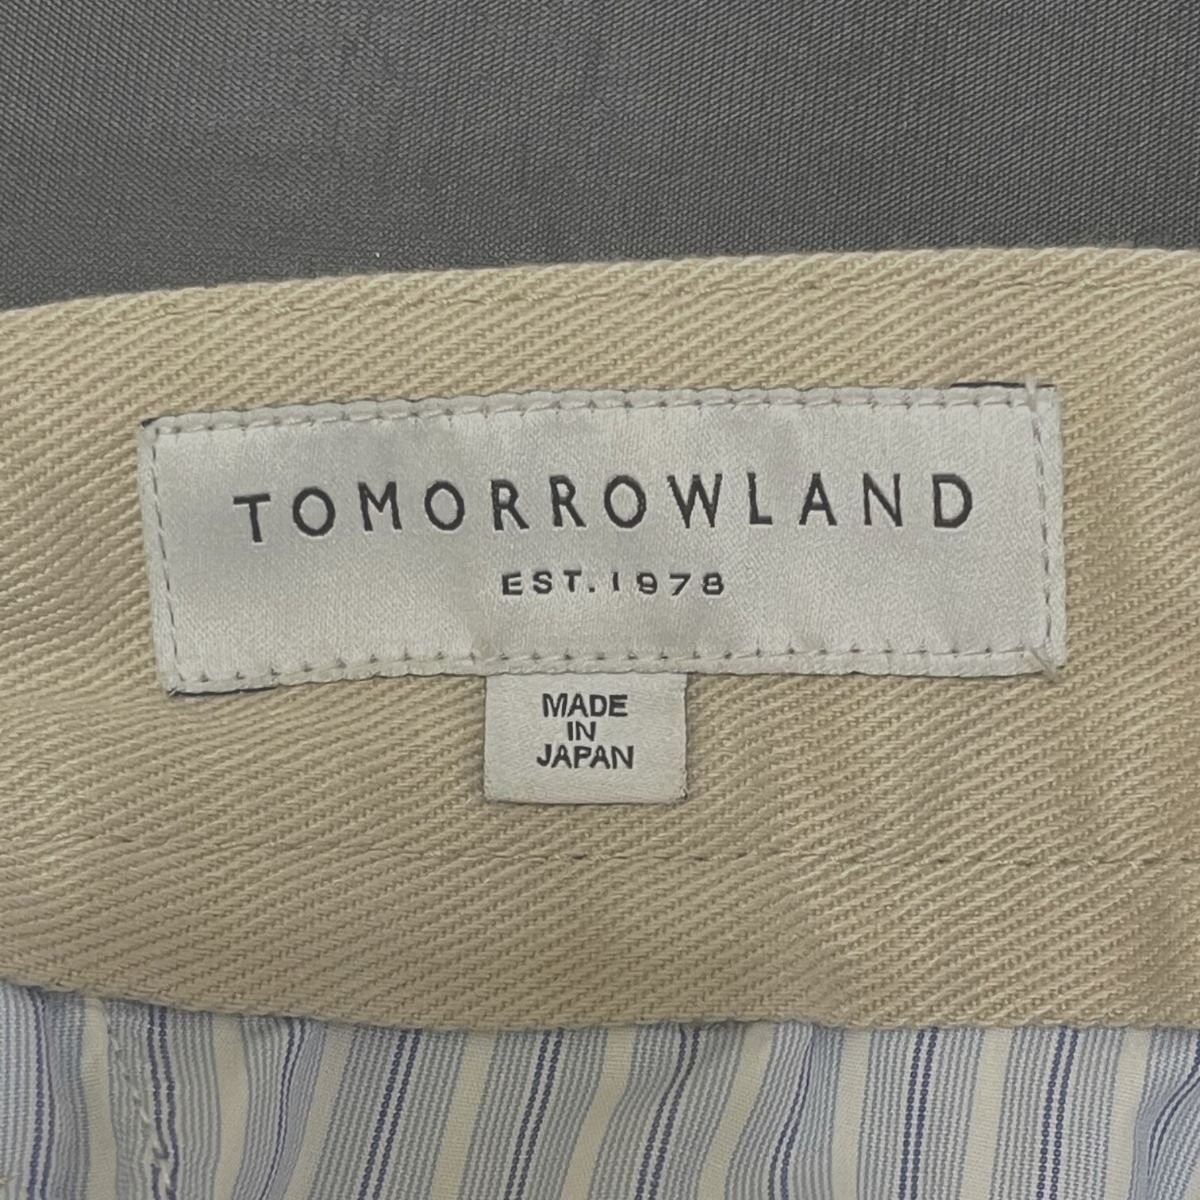 TOMORROWLAND
EST. 1978
MADE
IN
JAPAN